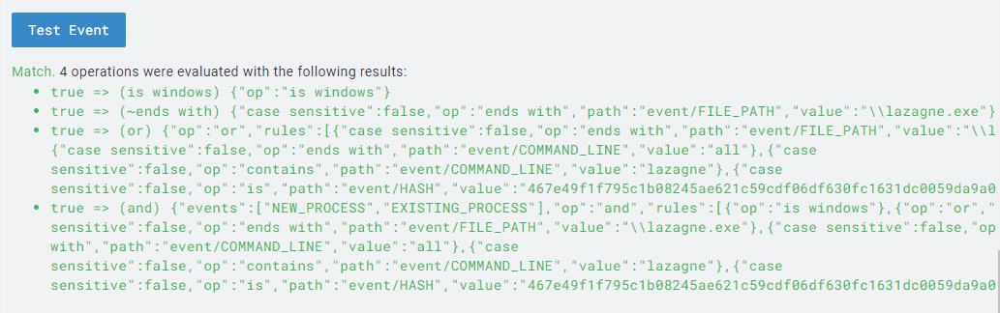 Test Event
Match. 4 operations were evaluated with the following results:
true => (is windows) {"op":"is windows"}
true => (~ends with) {"case sensitive":false,"op":"ends with","path":"event/FILE_PATH","value":"\\lazagne.exe"}
true => (or) {"op":"or","rules":[{"case sensitive":false,"op":"ends with","path":"event/FILE_PATH","value":"\\l
{"case sensitive":false,"op":"ends with","path":"event/COMMAND_LINE","value":"all"},{"case
sensitive":false,"op":"contains","path":"event/COMMAND_LINE","value":"lazagne"},{"case
sensitive":false,"op":"is","path":"event/HASH","value":"467e49f1f795c1b08245ae621c59cdf06df630fc1631dc0059da9a0
true => (and) {"events":["NEW_PROCESS","EXISTING_PROCESS"],"op":"and","rules":[{"op":"is windows"},{"op":"or","
sensitive":false,"op":"ends with","path":"event/FILE_PATH","value":"\\lazagne.exe"},{"case sensitive":false,"op
with","path":"event/COMMAND_LINE","value":"all"},{"case
sensitive":false,"op":"contains","path":"event/COMMAND_LINE","value":"lazagne"},{"case
sensitive":false,"op":"is","path":"event/HASH","value":"467e49f1f795c1b08245ae621c59cdf06df630fc1631dc0059da9a0